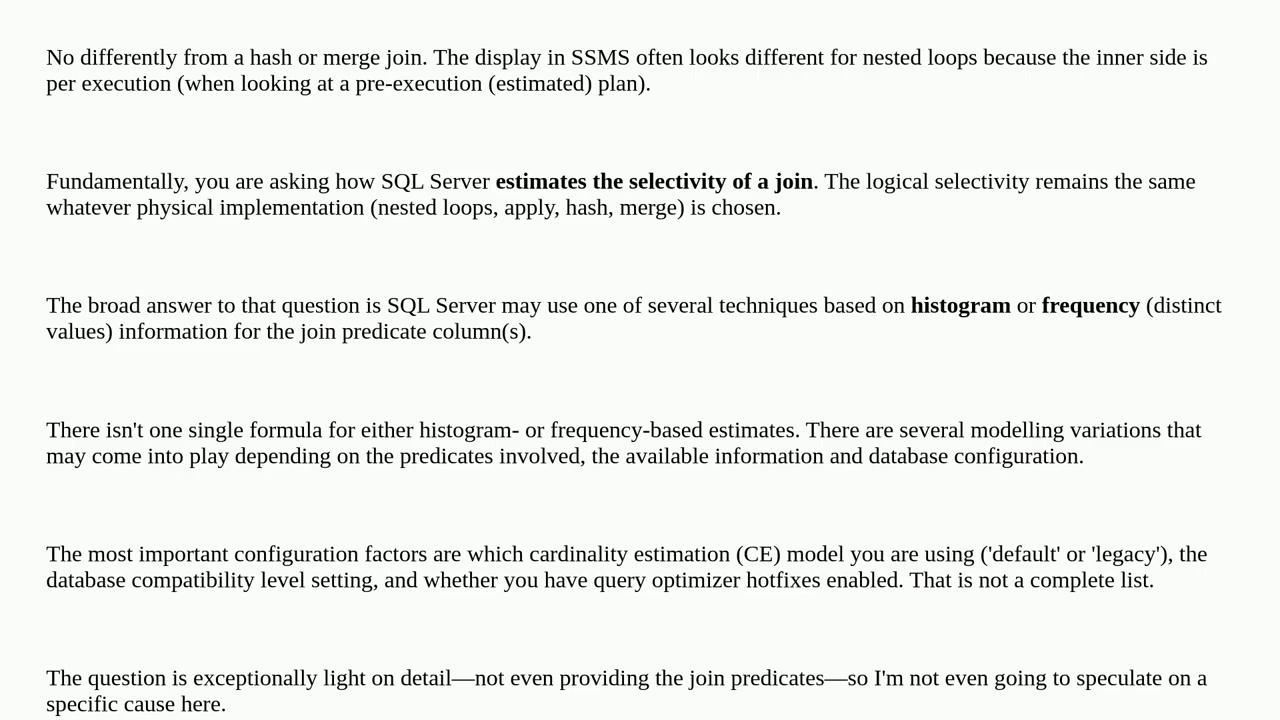 No differently from a hash or merge join. The display in SSMS often looks different for nested loops because the inner side is
per execution (when looking at a pre-execution (estimated) plan).
Fundamentally, you are asking how SQL Server estimates the selectivity of a join. The logical selectivity remains the same
whatever physical implementation (nested loops, apply, hash, merge) is chosen.
The broad answer to that question is SQL Server may use one of several techniques based on histogram or frequency (distinct
values) information for the join predicate column(s).
There isn't one single formula for either histogram- or frequency-based estimates. There are several modelling variations that
may come into play depending on the predicates involved, the available information and database configuration.
The most important configuration factors are which cardinality estimation (CE) model you are using ('default' or 'legacy'), the
database compatibility level setting, and whether you have query optimizer hotfixes enabled. That is not a complete list.
The question is exceptionally light on detail—not even providing the join predicates—so I'm not even going to speculate on a
specific cause here.